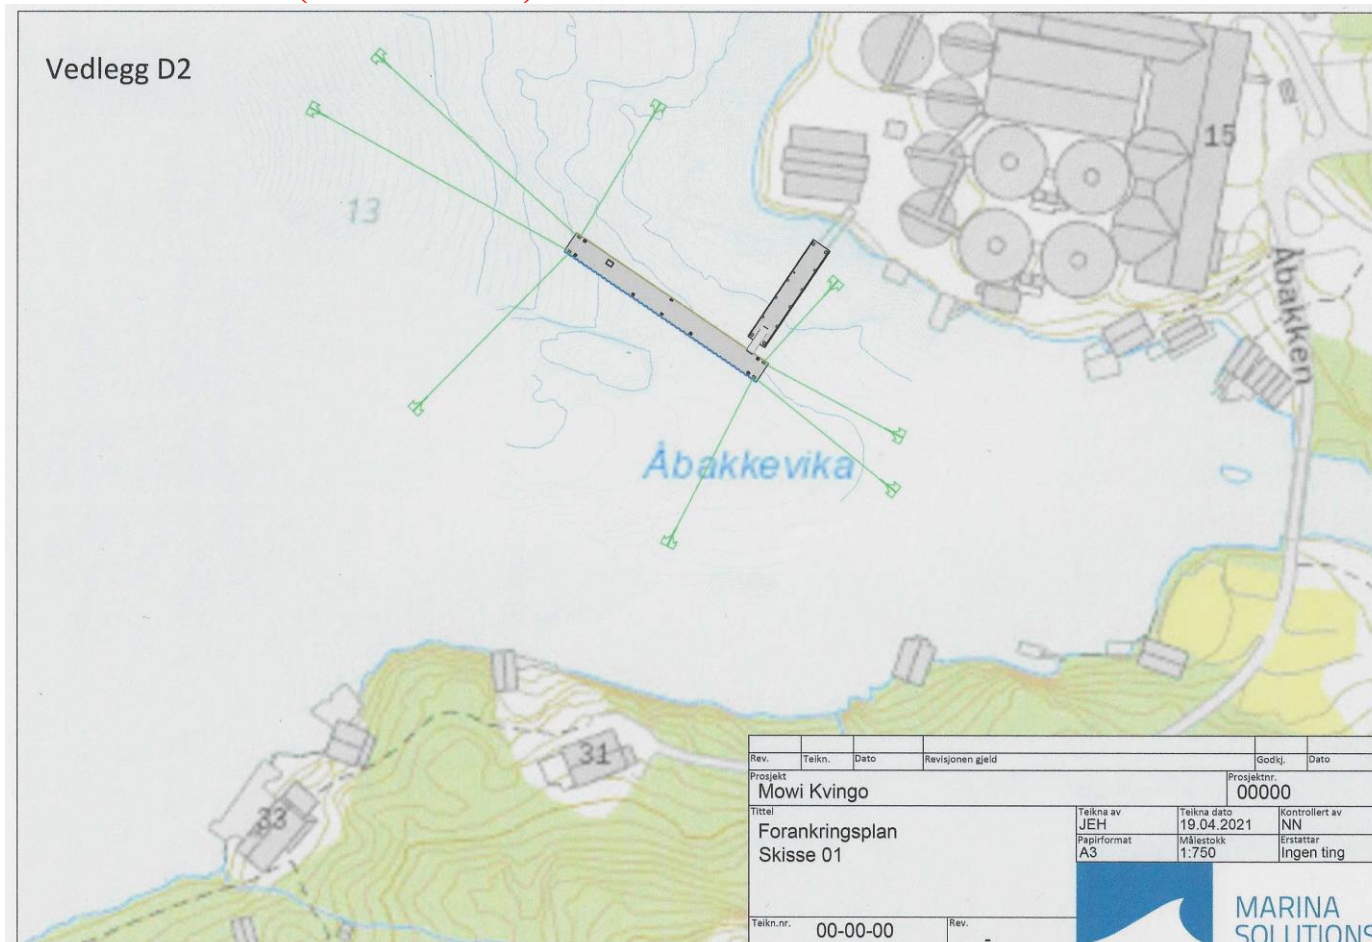 Vedlegg D2
13
15
Åbakken
Åbakkevika
31
33
Rev. Teikn. Dato Revisjonen gjeld Godkj. Dato
Prosjekt Prosjektnr.
Mowi Kvingo 00000
Tittel Teikna av Teikna dato Kontrollert av
Forankringsplan JEH 19.04.2021 NN
Skisse 01 Papirformat Målestokk Erstattar
A3 1:750 Ingen ting
Teikn.nr. Rev.
00-00-00 -
MARINA
SOLUTIONS